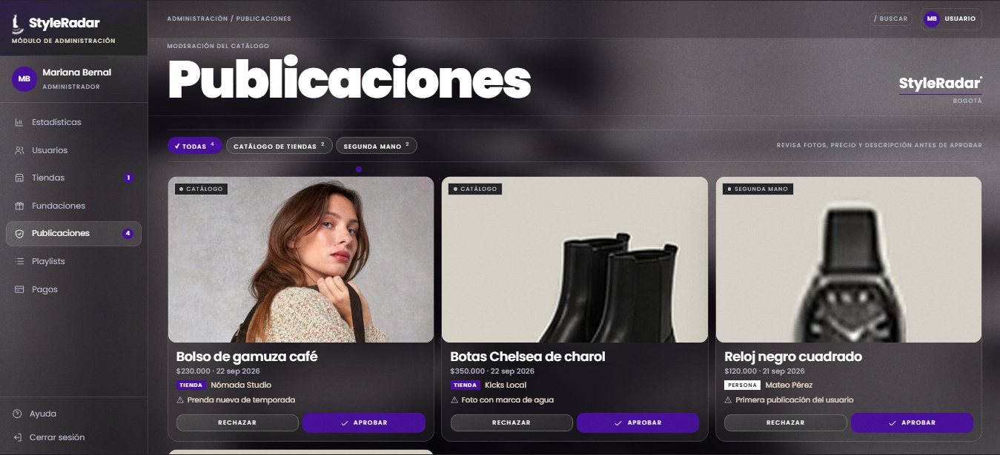 StyleRadar
MÓDULO DE ADMINISTRACIÓN
MB
Mariana Bernal
ADMINISTRADOR
Estadísticas
Usuarios
Tiendas 1
Fundaciones
Publicaciones 4
Playlists
Pagos
Ayuda
Cerrar sesión
ADMINISTRACIÓN / PUBLICACIONES
/ BUSCAR
MB USUARIO
MODERACIÓN DEL CATÁLOGO
Publicaciones
StyleRadar
BOGOTÁ
✓ TODAS 4
CATÁLOGO DE TIENDAS 2
SEGUNDA MANO 2
REVISA FOTOS, PRECIO Y DESCRIPCIÓN ANTES DE APROBAR
CATÁLOGO
Bolso de gamuza café
$230.000 · 22 sep 2026
TIENDA Nómada Studio
⚠ Prenda nueva de temporada
RECHAZAR
✓ APROBAR
CATÁLOGO
Botas Chelsea de charol
$350.000 · 22 sep 2026
TIENDA Kicks Local
⚠ Foto con marca de agua
RECHAZAR
✓ APROBAR
SEGUNDA MANO
Reloj negro cuadrado
$120.000 · 21 sep 2026
PERSONA Mateo Pérez
⚠ Primera publicación del usuario
RECHAZAR
✓ APROBAR